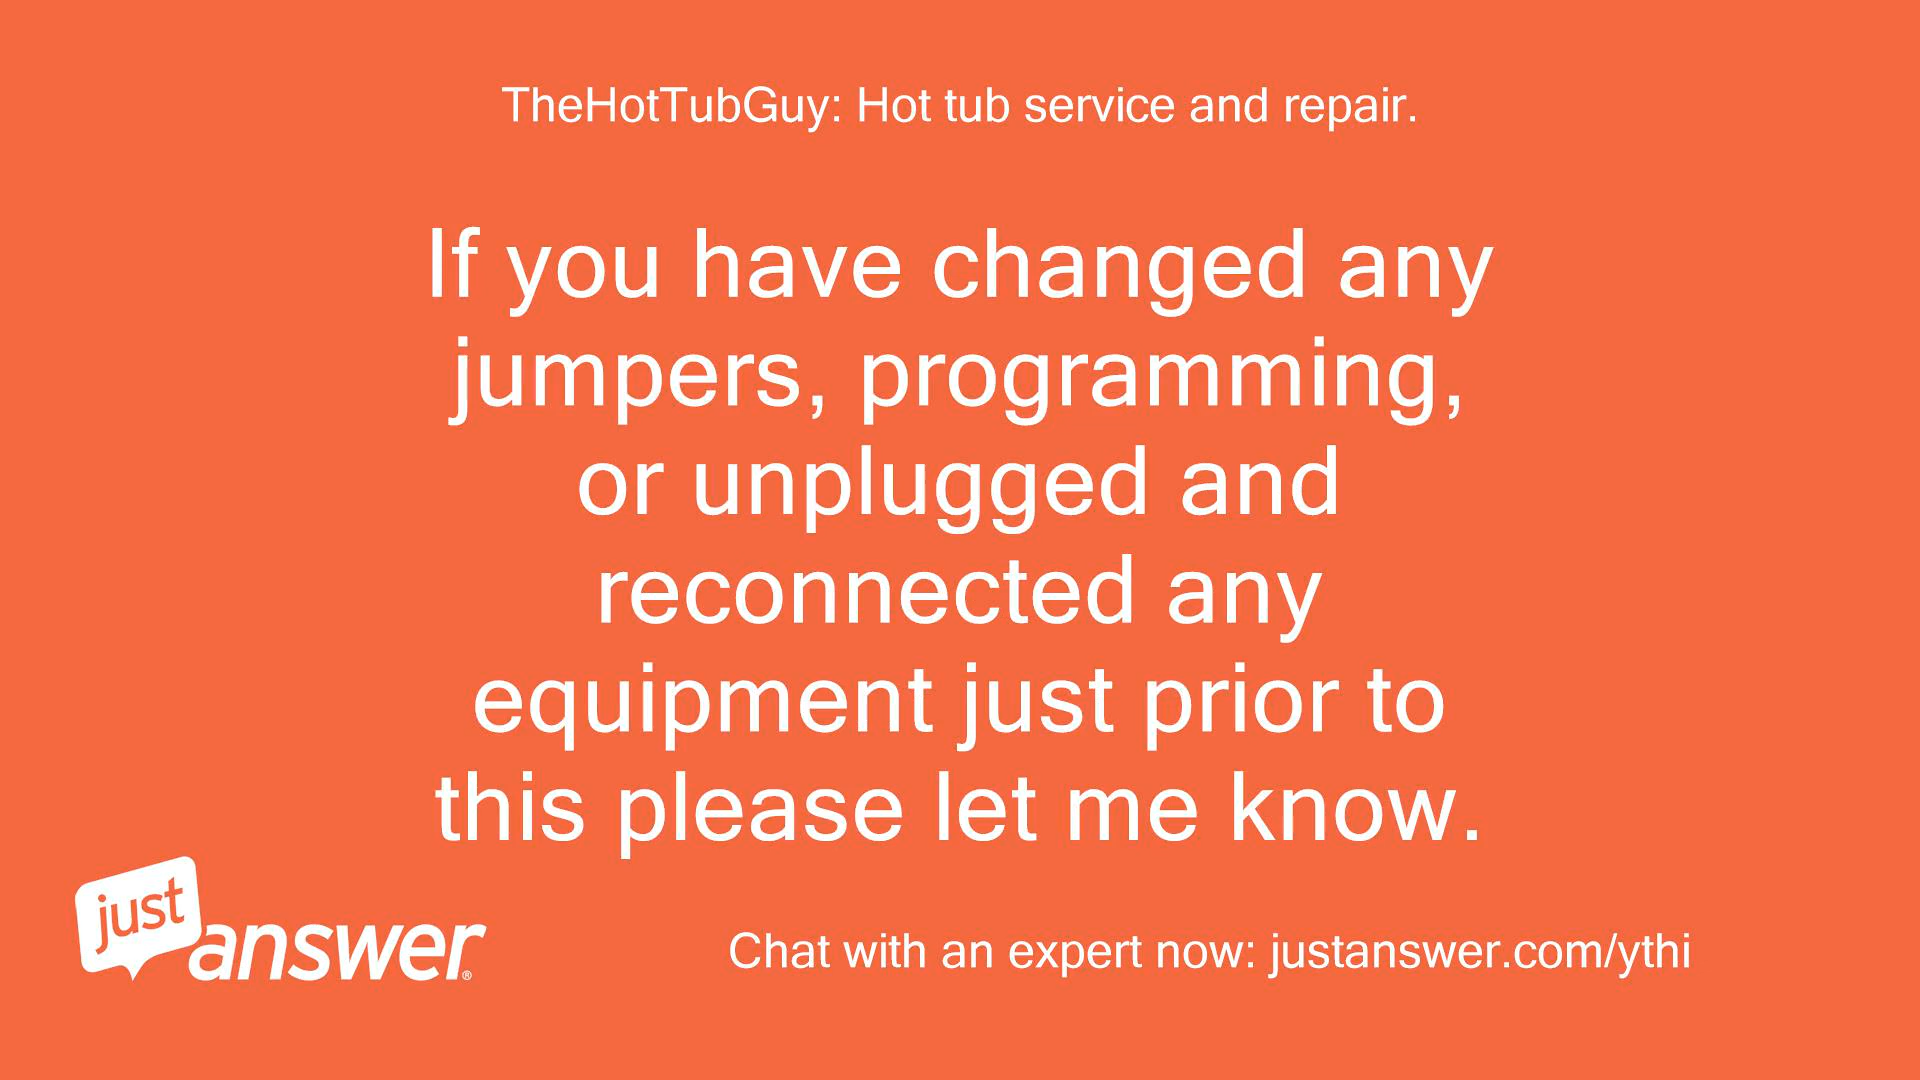 TheHotTubGuy: Hot tub service and repair.
If you have changed any
jumpers, programming,
or unplugged and
reconnected any
equipment just prior to
this please let me know.
just
answer®
Chat with an expert now: justanswer.com/ythi